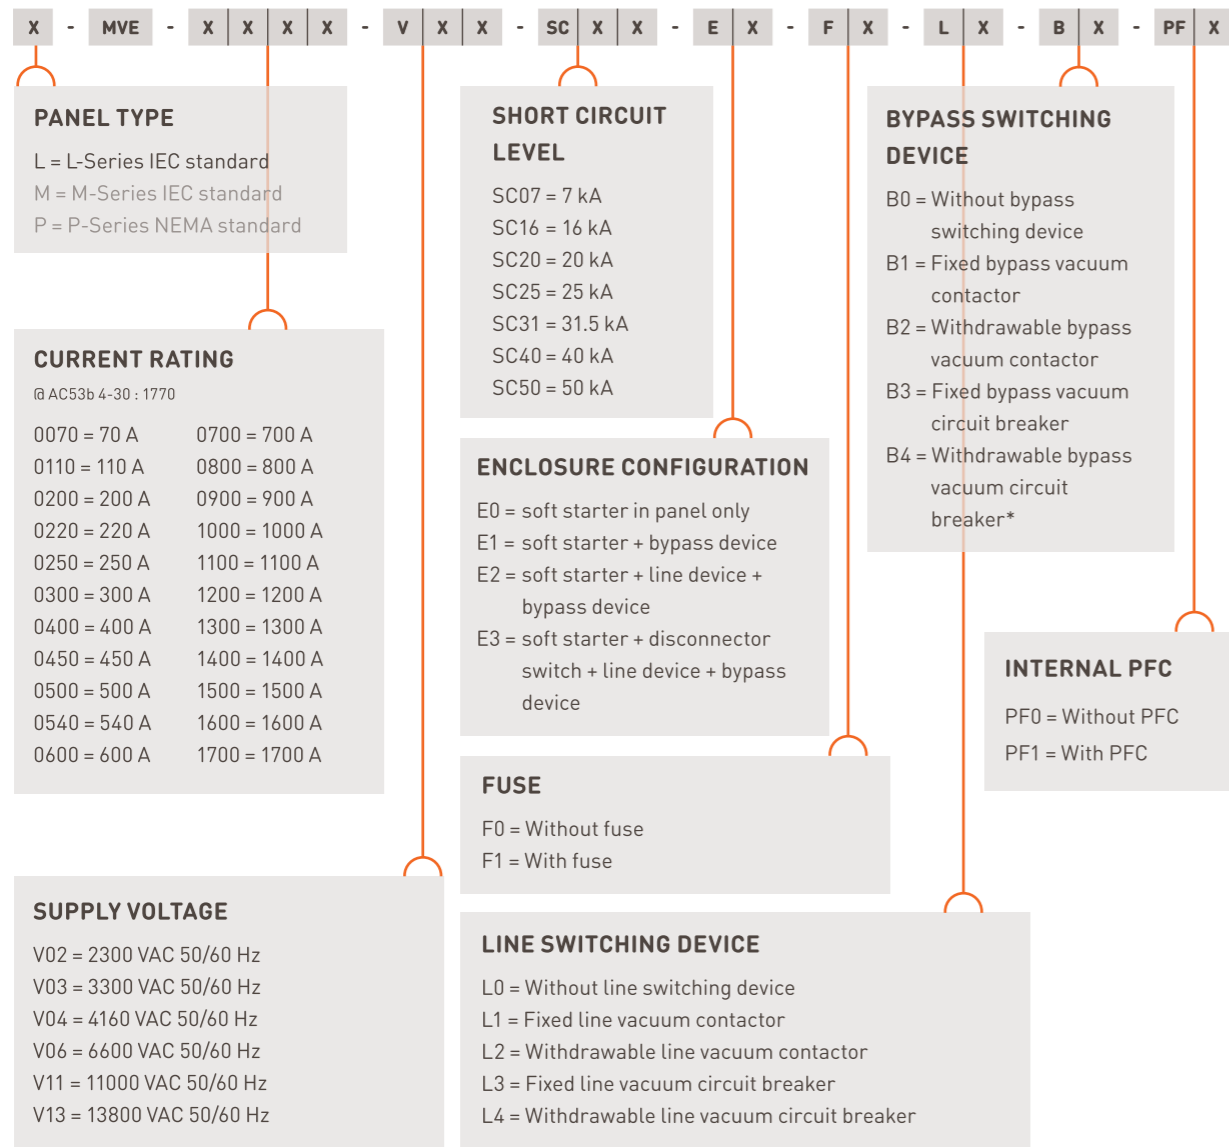 X - MVE - X X X X - V X X - SC X X - E X - F X - L X - B X - PF X
PANEL TYPE
L = L-Series IEC standard
M = M-Series IEC standard
P = P-Series NEMA standard
CURRENT RATING
@ AC53b 4-30 : 1770
0070 = 70 A
0110 = 110 A
0200 = 200 A
0220 = 220 A
0250 = 250 A
0300 = 300 A
0400 = 400 A
0450 = 450 A
0500 = 500 A
0540 = 540 A
0600 = 600 A
0700 = 700 A
0800 = 800 A
0900 = 900 A
1000 = 1000 A
1100 = 1100 A
1200 = 1200 A
1300 = 1300 A
1400 = 1400 A
1500 = 1500 A
1600 = 1600 A
1700 = 1700 A
SUPPLY VOLTAGE
V02 = 2300 VAC 50/60 Hz
V03 = 3300 VAC 50/60 Hz
V04 = 4160 VAC 50/60 Hz
V06 = 6600 VAC 50/60 Hz
V11 = 11000 VAC 50/60 Hz
V13 = 13800 VAC 50/60 Hz
SHORT CIRCUIT
LEVEL
SC07 = 7 kA
SC16 = 16 kA
SC20 = 20 kA
SC25 = 25 kA
SC31 = 31.5 kA
SC40 = 40 kA
SC50 = 50 kA
ENCLOSURE CONFIGURATION
E0 = soft starter in panel only
E1 = soft starter + bypass device
E2 = soft starter + line device +
bypass device
E3 = soft starter + disconnector
switch + line device + bypass
device
FUSE
F0 = Without fuse
F1 = With fuse
LINE SWITCHING DEVICE
L0 = Without line switching device
L1 = Fixed line vacuum contactor
L2 = Withdrawable line vacuum contactor
L3 = Fixed line vacuum circuit breaker
L4 = Withdrawable line vacuum circuit breaker
BYPASS SWITCHING
DEVICE
B0 = Without bypass
switching device
B1 = Fixed bypass vacuum
contactor
B2 = Withdrawable bypass
vacuum contactor
B3 = Fixed bypass vacuum
circuit breaker
B4 = Withdrawable bypass
vacuum circuit
breaker*
INTERNAL PFC
PF0 = Without PFC
PF1 = With PFC